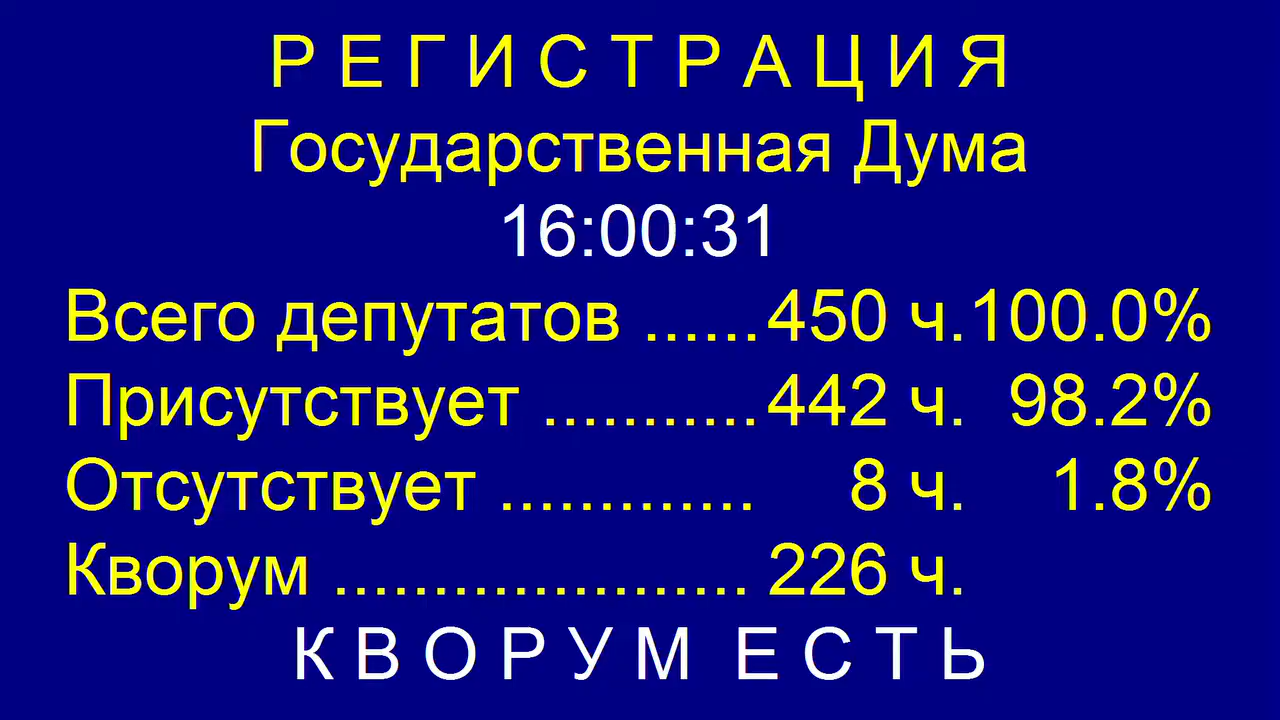 Р Е Г И С Т Р А Ц И Я
Государственная Дума
16:00:31
Всего депутатов ......450 ч.100.0%
Присутствует ...........442 ч. 98.2%
Отсутствует ............. 8 ч. 1.8%
Кворум ..................... 226 ч.
К В О Р У М Е С Т Ь